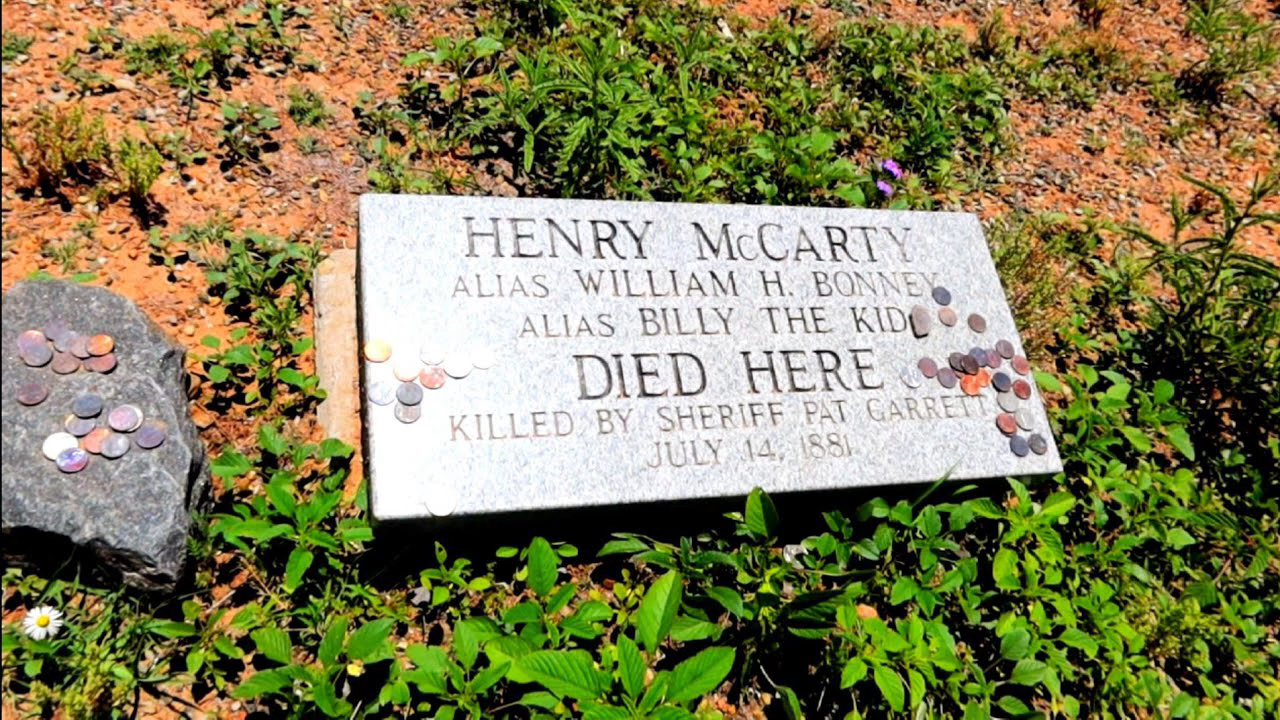 HENRY McCARTY
ALIAS WILLIAM H. BONNEY
ALIAS BILLY THE KID
DIED HERE
KILLED BY SHERIFF PAT GARRETT
JULY 14, 1881